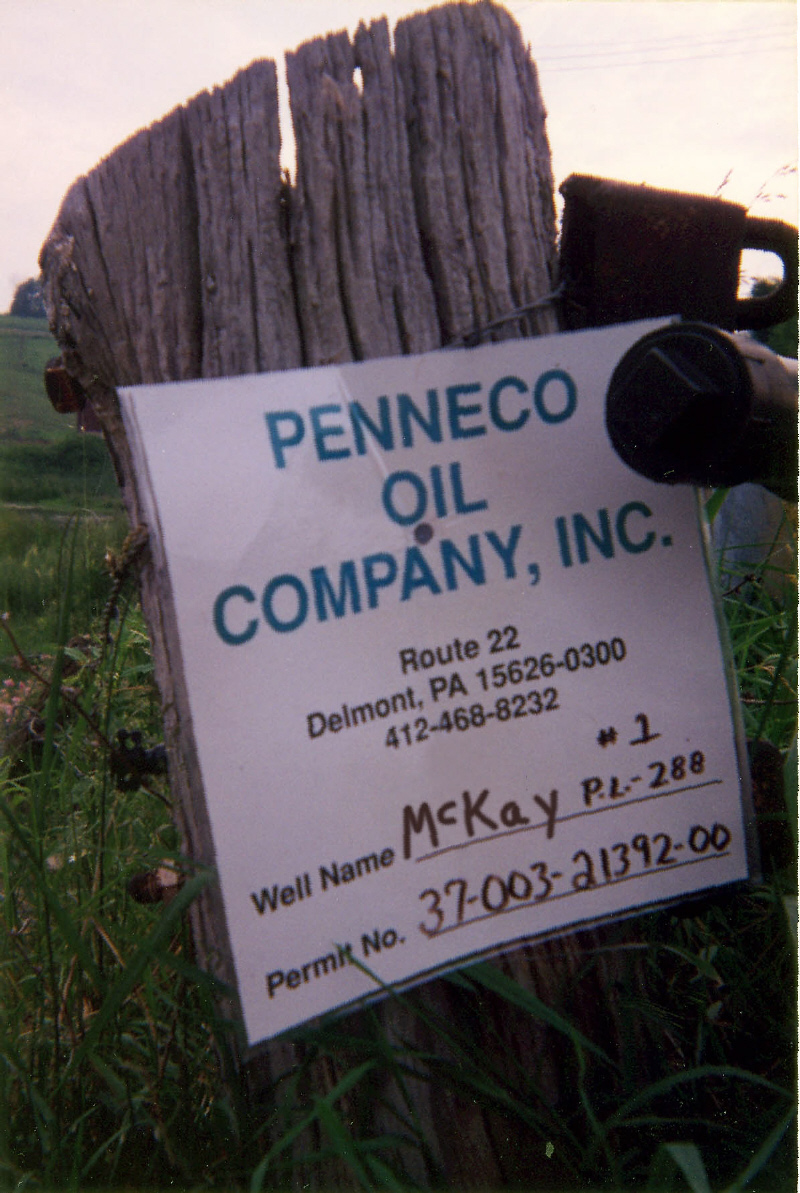 PENNECO
OIL
COMPANY, INC.
Route 22
Delmont, PA 15626-0300
412-468-8232
# 1
Well Name McKay P.L.-288
Permit No. 37-003-21392-00